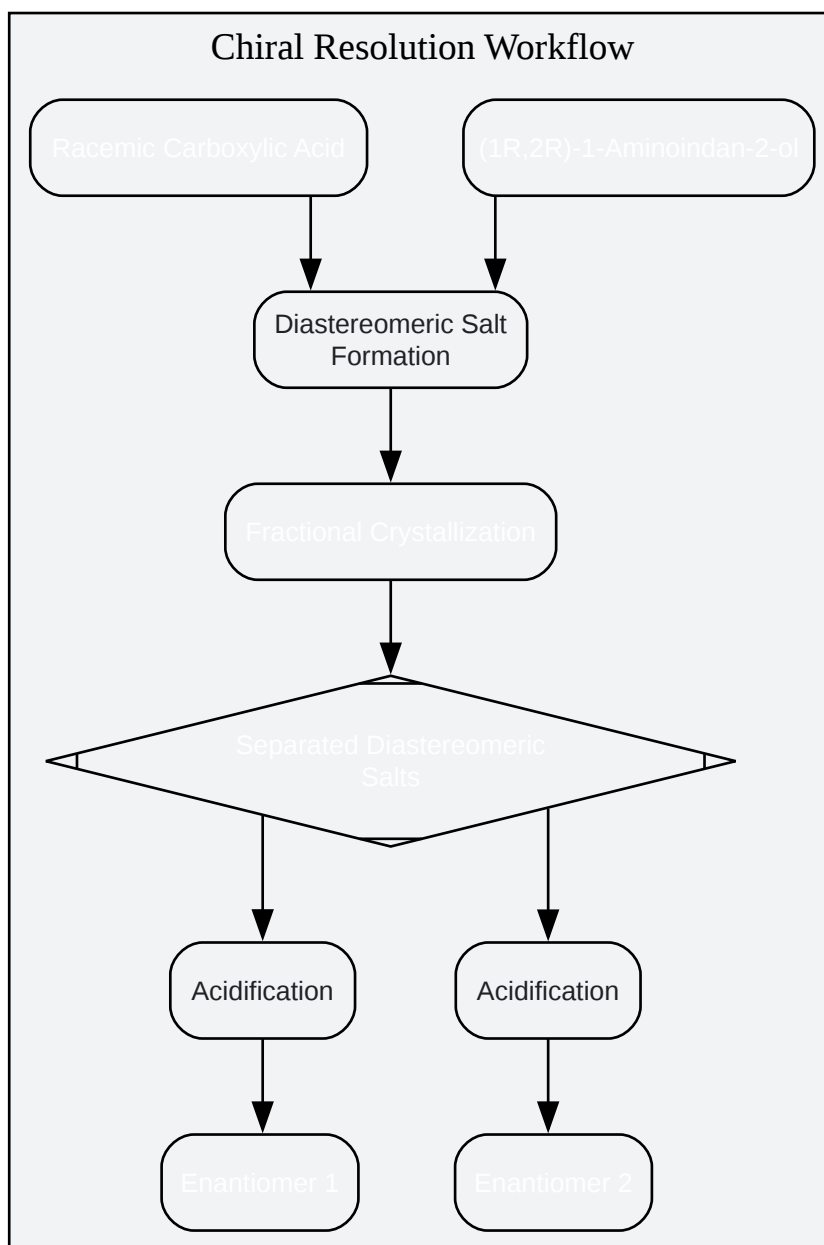 Chiral Resolution Workflow
Racemic Carboxylic Acid
(1R,2R)-1-Aminoindan-2-ol
Diastereomeric Salt
Formation
Fractional Crystallization
Separated Diastereomeric
Salts
Acidification
Acidification
Enantiomer 1
Enantiomer 2